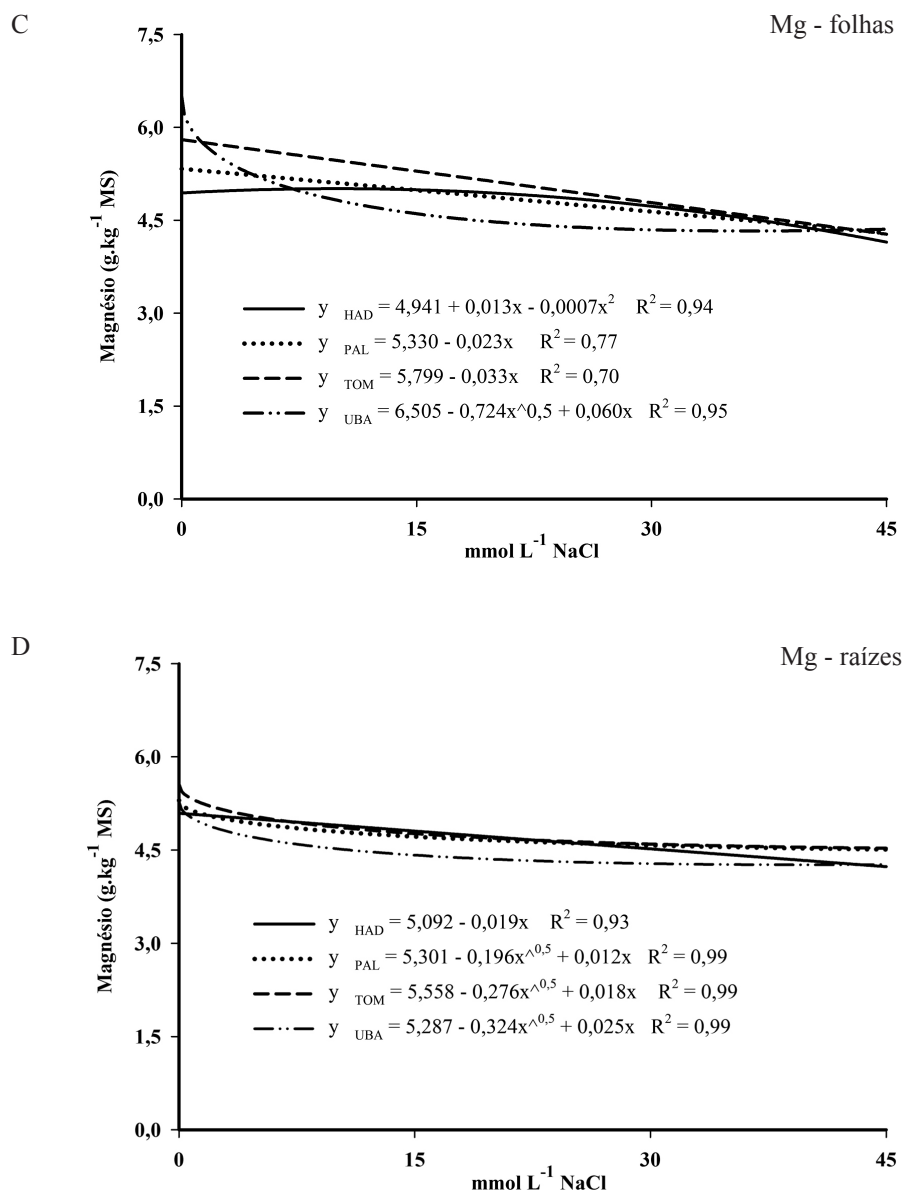 C
Mg - folhas
7,5
6,0
4,5
3,0
1,5
0,0
Magnésio (g.kg⁻¹ MS)
y HAD = 4,941 + 0,013x - 0,0007x² R² = 0,94
y PAL = 5,330 - 0,023x R² = 0,77
y TOM = 5,799 - 0,033x R² = 0,70
y UBA = 6,505 - 0,724x^0,5 + 0,060x R² = 0,95
0 15 30 45
mmol L⁻¹ NaCl
D
Mg - raízes
7,5
6,0
4,5
3,0
1,5
0,0
Magnésio (g.kg⁻¹ MS)
y HAD = 5,092 - 0,019x R² = 0,93
y PAL = 5,301 - 0,196x^0,5 + 0,012x R² = 0,99
y TOM = 5,558 - 0,276x^0,5 + 0,018x R² = 0,99
y UBA = 5,287 - 0,324x^0,5 + 0,025x R² = 0,99
0 15 30 45
mmol L⁻¹ NaCl